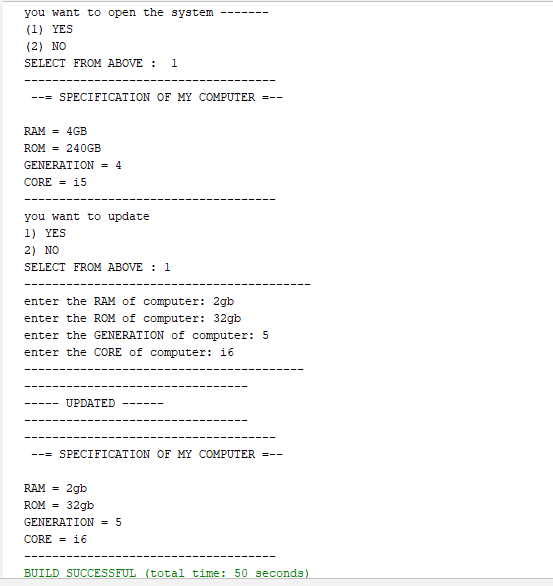 you want to open the system -------
(1) YES
(2) NO
SELECT FROM ABOVE :  1
------------------------------------
 --= SPECIFICATION OF MY COMPUTER =--
RAM = 4GB
ROM = 240GB
GENERATION = 4
CORE = i5
------------------------------------
you want to update
1) YES
2) NO
SELECT FROM ABOVE : 1
-----------------------------------------
enter the RAM of computer: 2gb
enter the ROM of computer: 32gb
enter the GENERATION of computer: 5
enter the CORE of computer: i6
----------------------------------------
--------------------------------
----- UPDATED ------
--------------------------------
------------------------------------
 --= SPECIFICATION OF MY COMPUTER =--
RAM = 2gb
ROM = 32gb
GENERATION = 5
CORE = i6
------------------------------------
BUILD SUCCESSFUL (total time: 50 seconds)